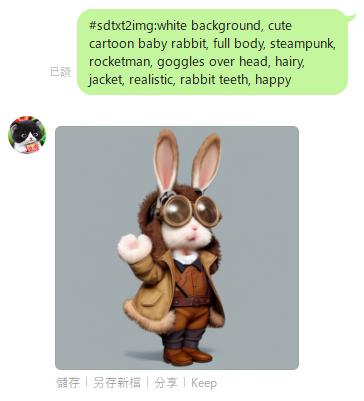 #sdtxt2img:white background, cute
cartoon baby rabbit, full body, steampunk,
rocketman, goggles over head, hairy,
jacket, realistic, rabbit teeth, happy
已讀
儲存 | 另存新檔 | 分享 | Keep